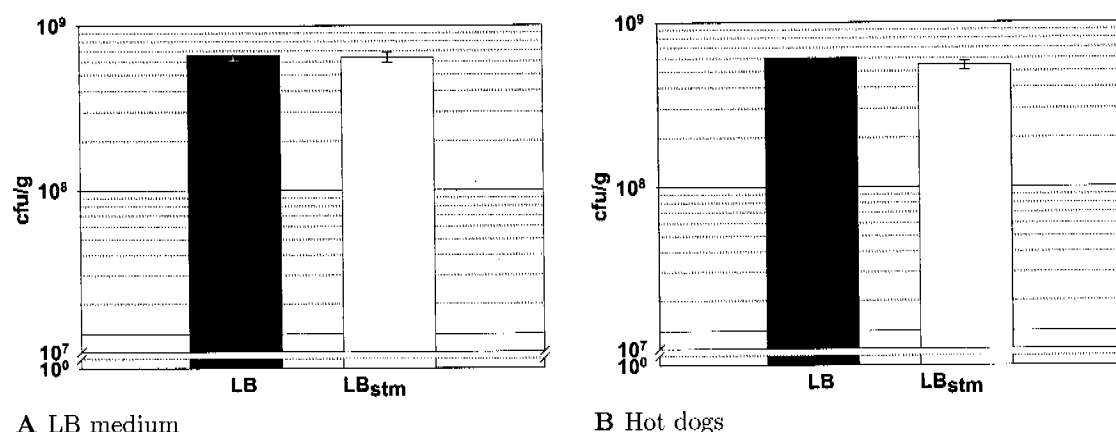 10⁹
10⁸
10⁷
10⁰
cfu/g
LB LBstm
A LB medium
10⁹
10⁸
10⁷
10⁰
cfu/g
LB LBstm
B Hot dogs